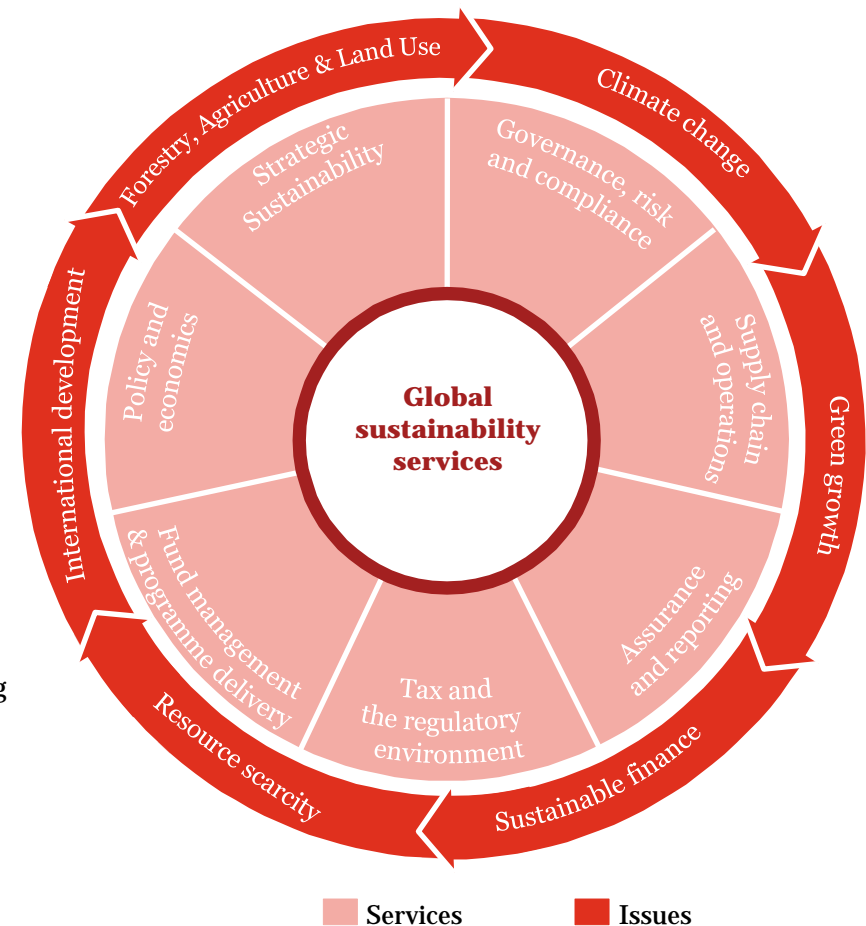 Forestry, Agriculture & Land Use
Climate change
Green growth
Sustainable finance
Resource scarcity
International development
Strategic
Sustainability
Governance, risk
and compliance
Supply chain
and operations
Assurance
and reporting
Tax and
the regulatory
environment
Fund management
& programme delivery
Policy and
economics
Global
sustainability
services
g
Services
Issues